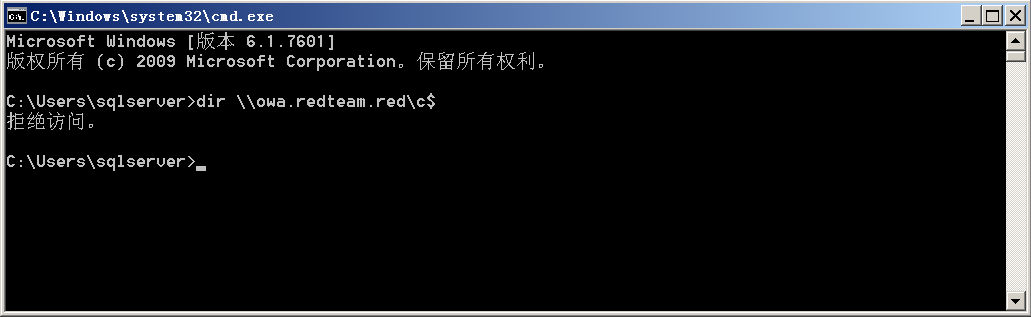 C:\Windows\system32\cmd.exe
Microsoft Windows [版本 6.1.7601]
版权所有 (c) 2009 Microsoft Corporation。保留所有权利。
C:\Users\sqlserver>dir \\owa.redteam.red\c$
拒绝访问。
C:\Users\sqlserver>